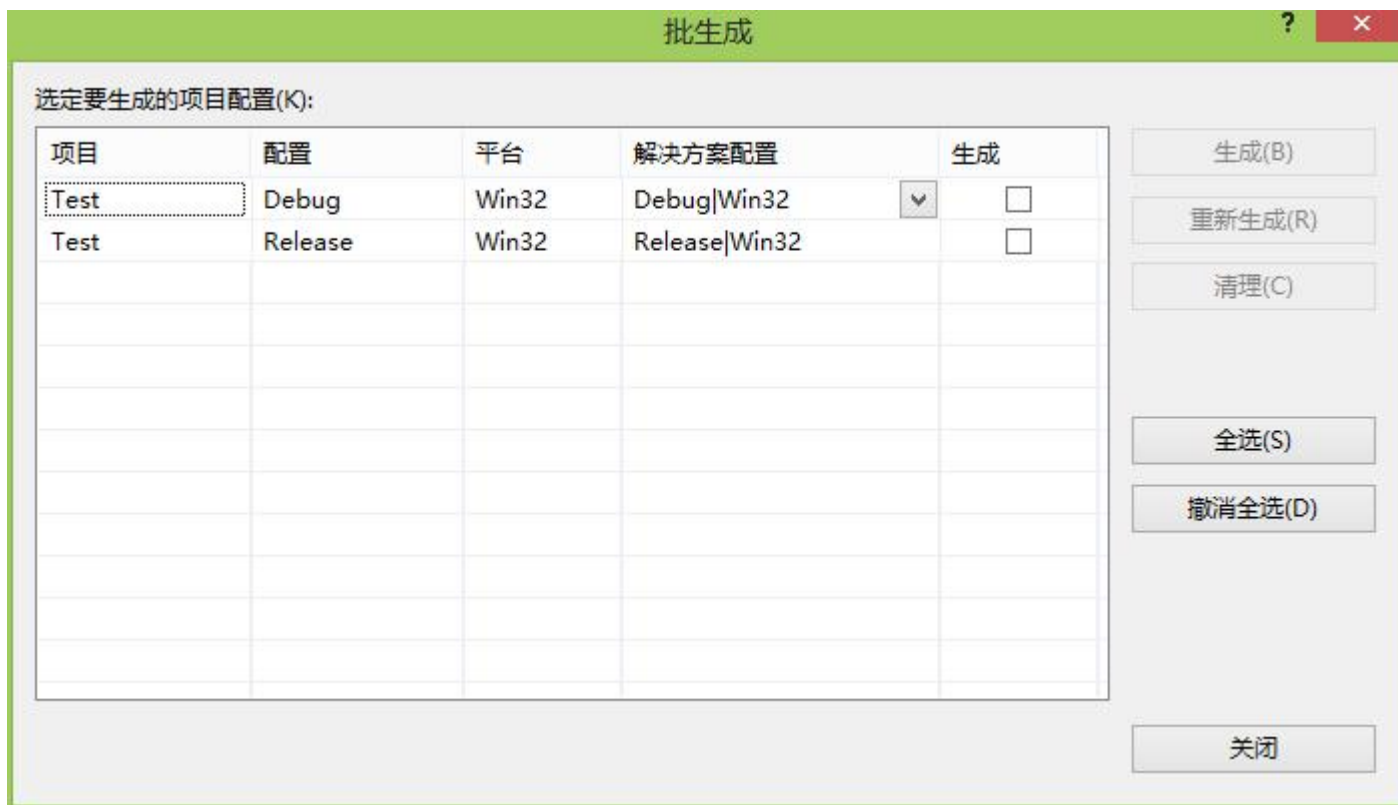 批生成
?
选定要生成的项目配置(K):
项目 配置 平台 解决方案配置 生成
Test Debug Win32 Debug|Win32
Test Release Win32 Release|Win32
生成(B)
重新生成(R)
清理(C)
全选(S)
撤消全选(D)
关闭